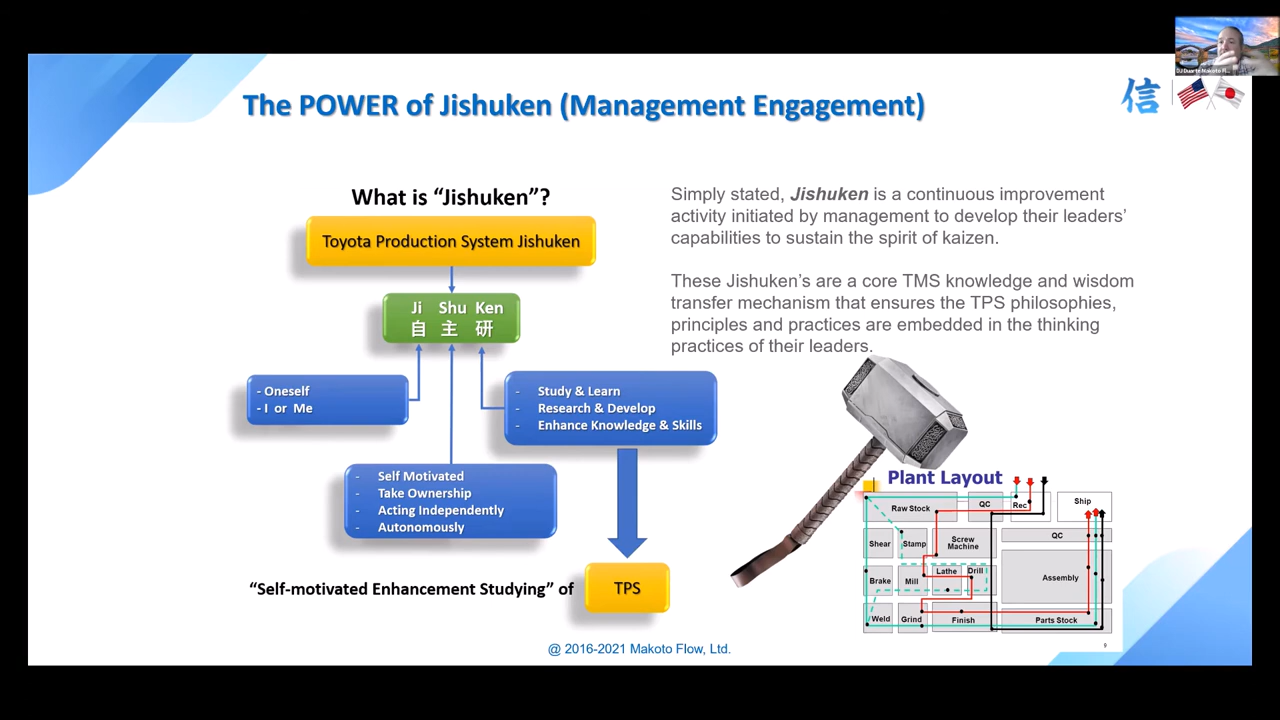 DJ Duarte Makoto Fl...
The POWER of Jishuken (Management Engagement)
信
What is “Jishuken”?
Toyota Production System Jishuken
Ji Shu Ken
自 主 研
- Oneself
- I or Me
- Study & Learn
- Research & Develop
- Enhance Knowledge & Skills
- Self Motivated
- Take Ownership
- Acting Independently
- Autonomously
“Self-motivated Enhancement Studying” of
TPS
Simply stated, Jishuken is a continuous improvement
activity initiated by management to develop their leaders’
capabilities to sustain the spirit of kaizen.
These Jishuken’s are a core TMS knowledge and wisdom
transfer mechanism that ensures the TPS philosophies,
principles and practices are embedded in the thinking
practices of their leaders.
Plant Layout
Raw Stock
QC
Rec
Ship
Shear
Stamp
Screw
Machine
QC
Brake
Mill
Lathe
Drill
Assembly
Weld
Grind
Finish
Parts Stock
@ 2016-2021 Makoto Flow, Ltd.
9